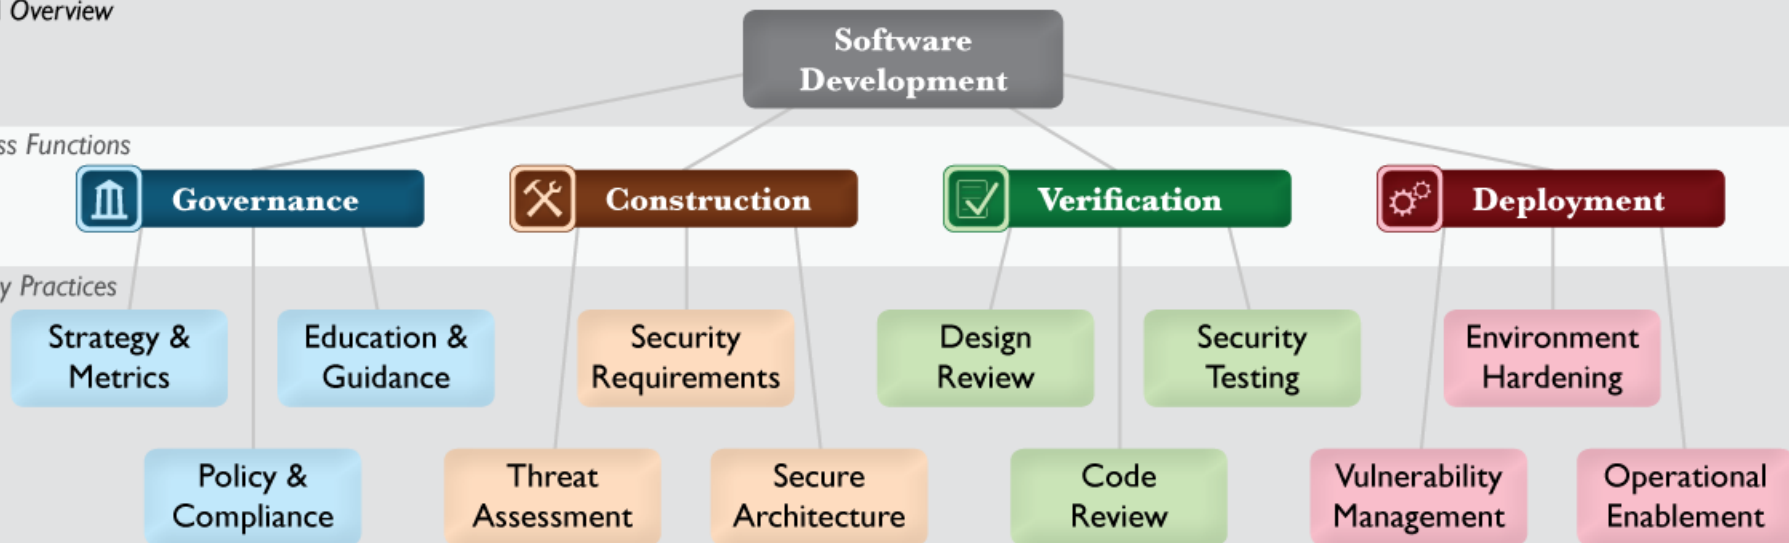 Overview
Software
Development
ss Functions
Governance
Construction
Verification
Deployment
y Practices
Strategy &
Metrics
Education &
Guidance
Security
Requirements
Design
Review
Security
Testing
Environment
Hardening
Policy &
Compliance
Threat
Assessment
Secure
Architecture
Code
Review
Vulnerability
Management
Operational
Enablement